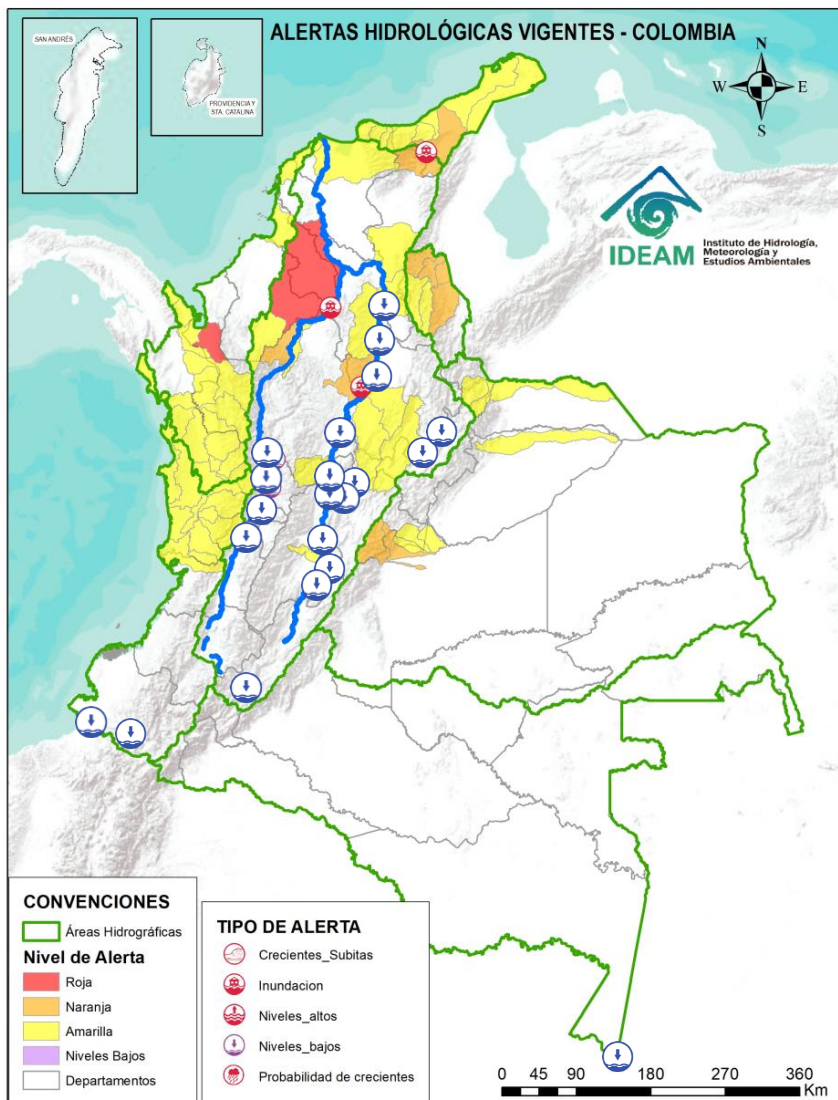 ALERTAS HIDROLÓGICAS VIGENTES - COLOMBIA
SAN ANDRÉS
PROVIDENCIA Y
STA. CATALINA
N
W
E
S
IDEAM
Instituto de Hidrología,
Meteorología y
Estudios Ambientales
CONVENCIONES
Áreas Hidrográficas
Nivel de Alerta
Roja
Naranja
Amarilla
Niveles Bajos
Departamentos
TIPO DE ALERTA
Crecientes_Subitas
Inundacion
Niveles_altos
Niveles_bajos
Probabilidad de crecientes
0 45 90 180 270 360
Km